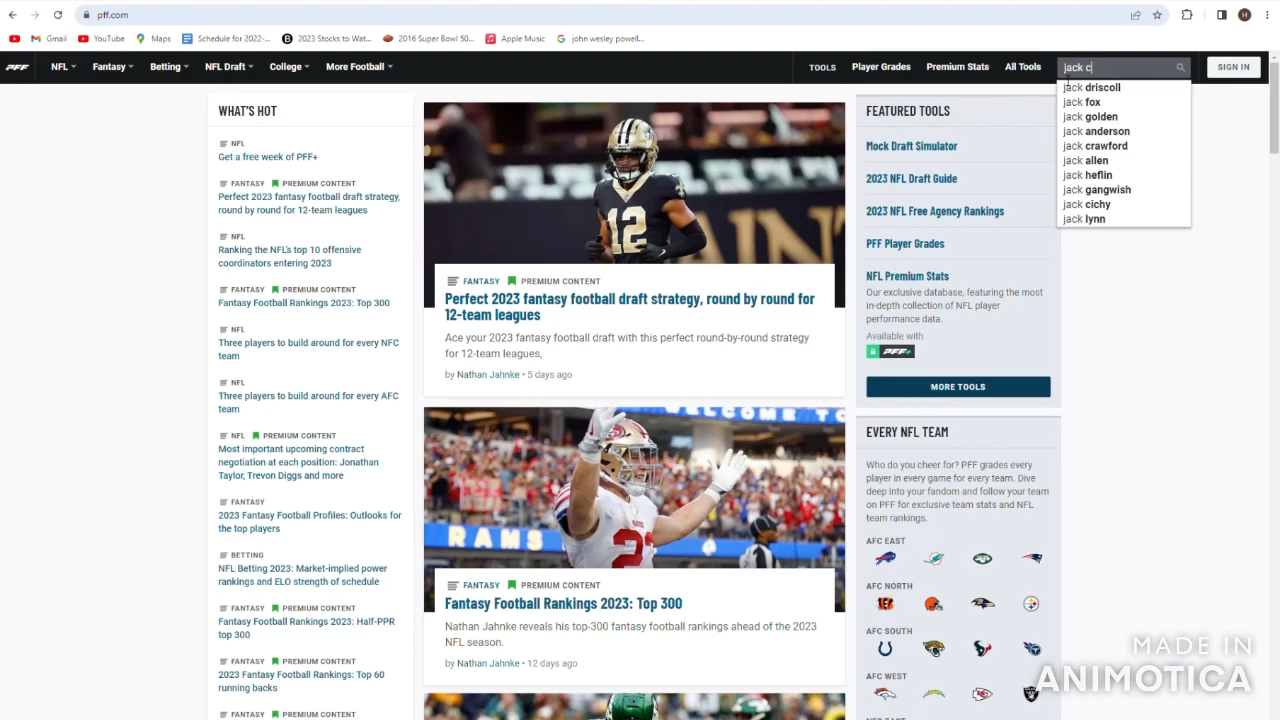 pff.com
H
Gmail
YouTube
Maps
Schedule for 2022-...
2023 Stocks to Wat...
2016 Super Bowl 50...
Apple Music
john wesley powell...
PFF
NFL
Fantasy
Betting
NFL Draft
College
More Football
TOOLS
Player Grades
Premium Stats
All Tools
jack c
SIGN IN
jack driscoll
jack fox
jack golden
jack anderson
jack crawford
jack allen
jack heflin
jack gangwish
jack cichy
jack lynn
WHAT'S HOT
NFL
Get a free week of PFF+
FANTASY PREMIUM CONTENT
Perfect 2023 fantasy football draft strategy,
round by round for 12-team leagues
NFL
Ranking the NFL's top 10 offensive
coordinators entering 2023
FANTASY PREMIUM CONTENT
Fantasy Football Rankings 2023: Top 300
NFL
Three players to build around for every NFC
team
NFL
Three players to build around for every AFC
team
NFL PREMIUM CONTENT
Most important upcoming contract
negotiation at each position: Jonathan
Taylor, Trevon Diggs and more
FANTASY
2023 Fantasy Football Profiles: Outlooks for
the top players
BETTING
NFL Betting 2023: Market-implied power
rankings and ELO strength of schedule
FANTASY PREMIUM CONTENT
Fantasy Football Rankings 2023: Half-PPR
top 300
FANTASY PREMIUM CONTENT
2023 Fantasy Football Rankings: Top 60
running backs
FANTASY PREMIUM CONTENT
12
FANTASY PREMIUM CONTENT
Perfect 2023 fantasy football draft strategy, round by round for
12-team leagues
Ace your 2023 fantasy football draft with this perfect round-by-round strategy
for 12-team leagues,
by Nathan Jahnke • 5 days ago
WELCOME TO
RAMS
FANTASY PREMIUM CONTENT
Fantasy Football Rankings 2023: Top 300
Nathan Jahnke reveals his top-300 fantasy football rankings ahead of the 2023
NFL season.
by Nathan Jahnke • 12 days ago
FEATURED TOOLS
Mock Draft Simulator
2023 NFL Draft Guide
2023 NFL Free Agency Rankings
PFF Player Grades
NFL Premium Stats
Our exclusive database, featuring the most
in-depth collection of NFL player
performance data.
Available with
PFF+
MORE TOOLS
EVERY NFL TEAM
Who do you cheer for? PFF grades every
player in every game for every team. Dive
deep into your fandom and follow your team
on PFF for exclusive team stats and NFL
team rankings.
AFC EAST
AFC NORTH
AFC SOUTH
AFC WEST
MADE IN
ANIMOTICA